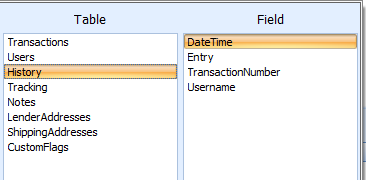 Table
Transactions
Users
History
Tracking
Notes
LenderAddresses
ShippingAddresses
CustomFlags
Field
DateTime
Entry
TransactionNumber
Username